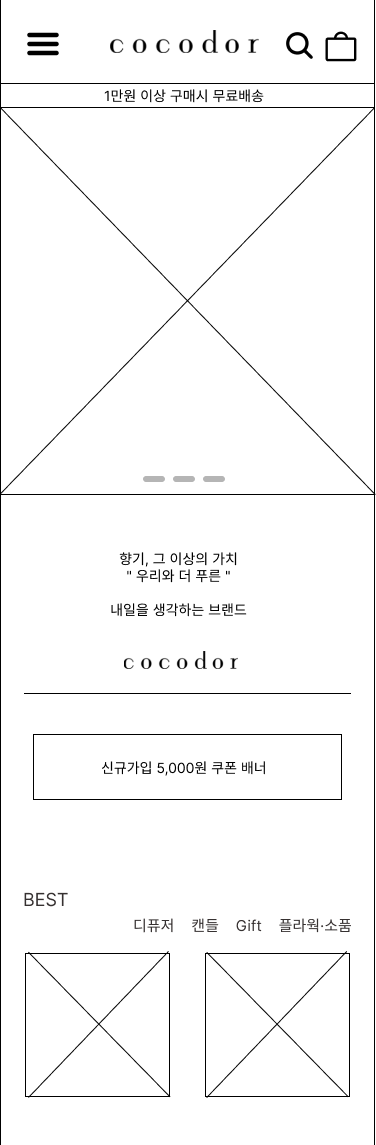 cocodor
1만원 이상 구매시 무료배송
향기, 그 이상의 가치
" 우리와 더 푸른 "
내일을 생각하는 브랜드
cocodor
신규가입 5,000원 쿠폰 배너
BEST
디퓨저 캔들 Gift 플라워·소품